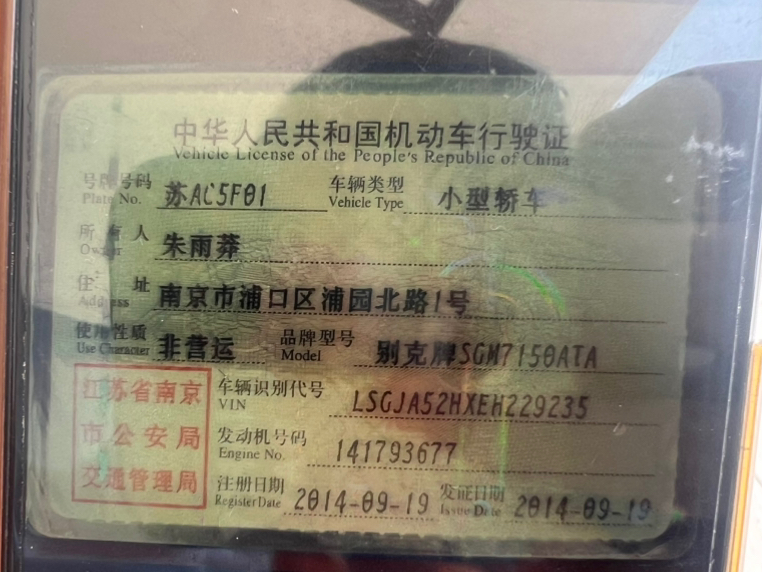 中华人民共和国机动车行驶证
Vehicle License of the People's Republic of China
号牌号码 苏AC5F01 车辆类型 小型轿车
Plate No. Vehicle Type
所有人 朱雨莽
Owner
住址 南京市浦口区浦园北路1号
Address
使用性质 非营运 品牌型号 别克牌SGM7150ATA
Use Character Model
江苏省南京市公安局交通管理局
车辆识别代号 LSGJA52HXEH229235
VIN
发动机号码 141793677
Engine No.
注册日期 2014-09-19 发证日期 2014-09-19
Register Date Issue Date